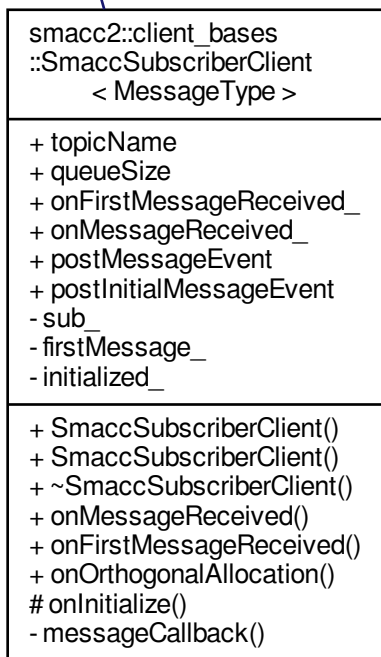 smacc2::client_bases
::SmaccSubscriberClient
< MessageType >
+ topicName
+ queueSize
+ onFirstMessageReceived_
+ onMessageReceived_
+ postMessageEvent
+ postInitialMessageEvent
- sub_
- firstMessage_
- initialized_
+ SmaccSubscriberClient()
+ SmaccSubscriberClient()
+ ~SmaccSubscriberClient()
+ onMessageReceived()
+ onFirstMessageReceived()
+ onOrthogonalAllocation()
# onInitialize()
- messageCallback()